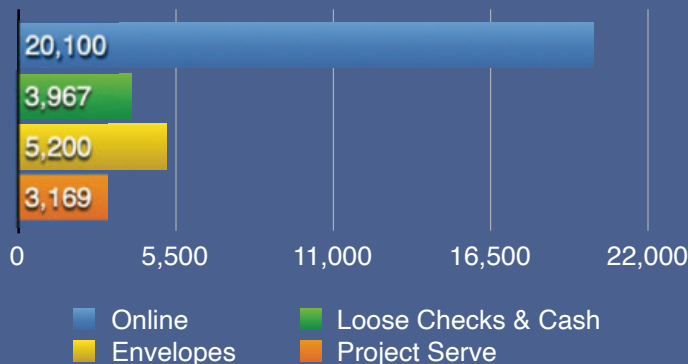 20,100
3,967
5,200
3,169
0 5,500 11,000 16,500 22,000
Online Loose Checks & Cash
Envelopes Project Serve